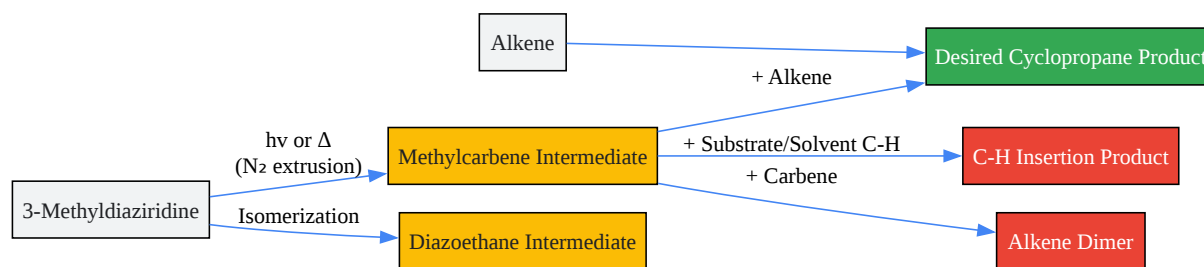 Alkene
Desired Cyclopropane Product
+ Alkene
hv or Δ
(N₂ extrusion)
Methylcarbene Intermediate
+ Substrate/Solvent C-H
C-H Insertion Product
+ Carbene
3-Methyldiaziridine
Isomerization
Diazoethane Intermediate
Alkene Dimer